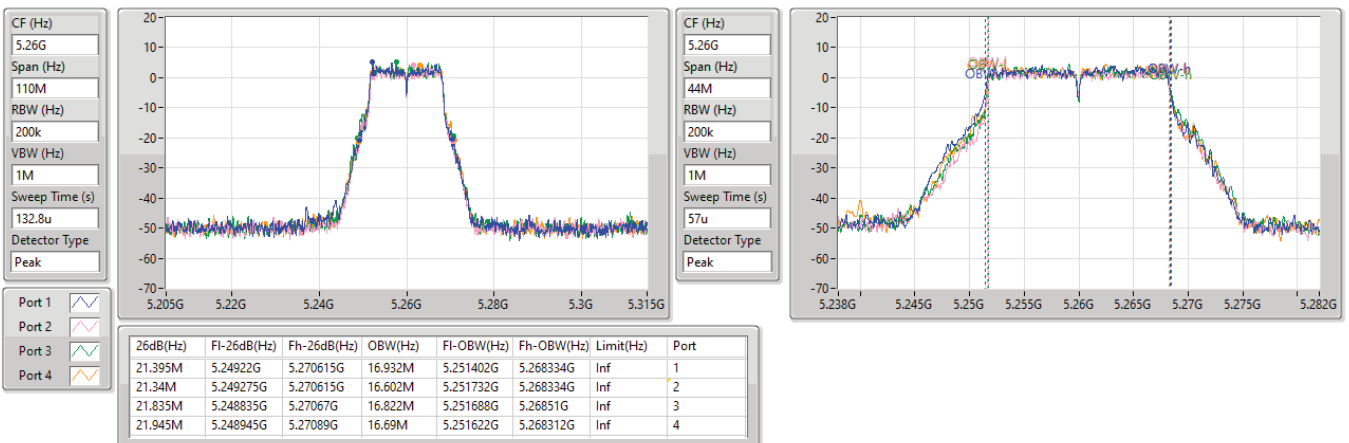 CF (Hz)
5.26G
Span (Hz)
110M
RBW (Hz)
200k
VBW (Hz)
1M
Sweep Time (s)
132.8u
Detector Type
Peak
20
10
0
-10
-20
-30
-40
-50
-60
-70
5.205G 5.22G 5.24G 5.26G 5.28G 5.3G 5.315G
CF (Hz)
5.26G
Span (Hz)
44M
RBW (Hz)
200k
VBW (Hz)
1M
Sweep Time (s)
57u
Detector Type
Peak
20
10
0
-10
-20
-30
-40
-50
-60
-70
OBW-l
OBW-h
5.238G 5.245G 5.25G 5.255G 5.26G 5.265G 5.27G 5.275G 5.282G
Port 1
Port 2
Port 3
Port 4
26dB(Hz) Fl-26dB(Hz) Fh-26dB(Hz) OBW(Hz) Fl-OBW(Hz) Fh-OBW(Hz) Limit(Hz) Port
21.395M 5.24922G 5.270615G 16.932M 5.251402G 5.268334G Inf 1
21.34M 5.249275G 5.270615G 16.602M 5.251732G 5.268334G Inf 2
21.835M 5.248835G 5.27067G 16.822M 5.251688G 5.26851G Inf 3
21.945M 5.248945G 5.27089G 16.69M 5.251622G 5.268312G Inf 4